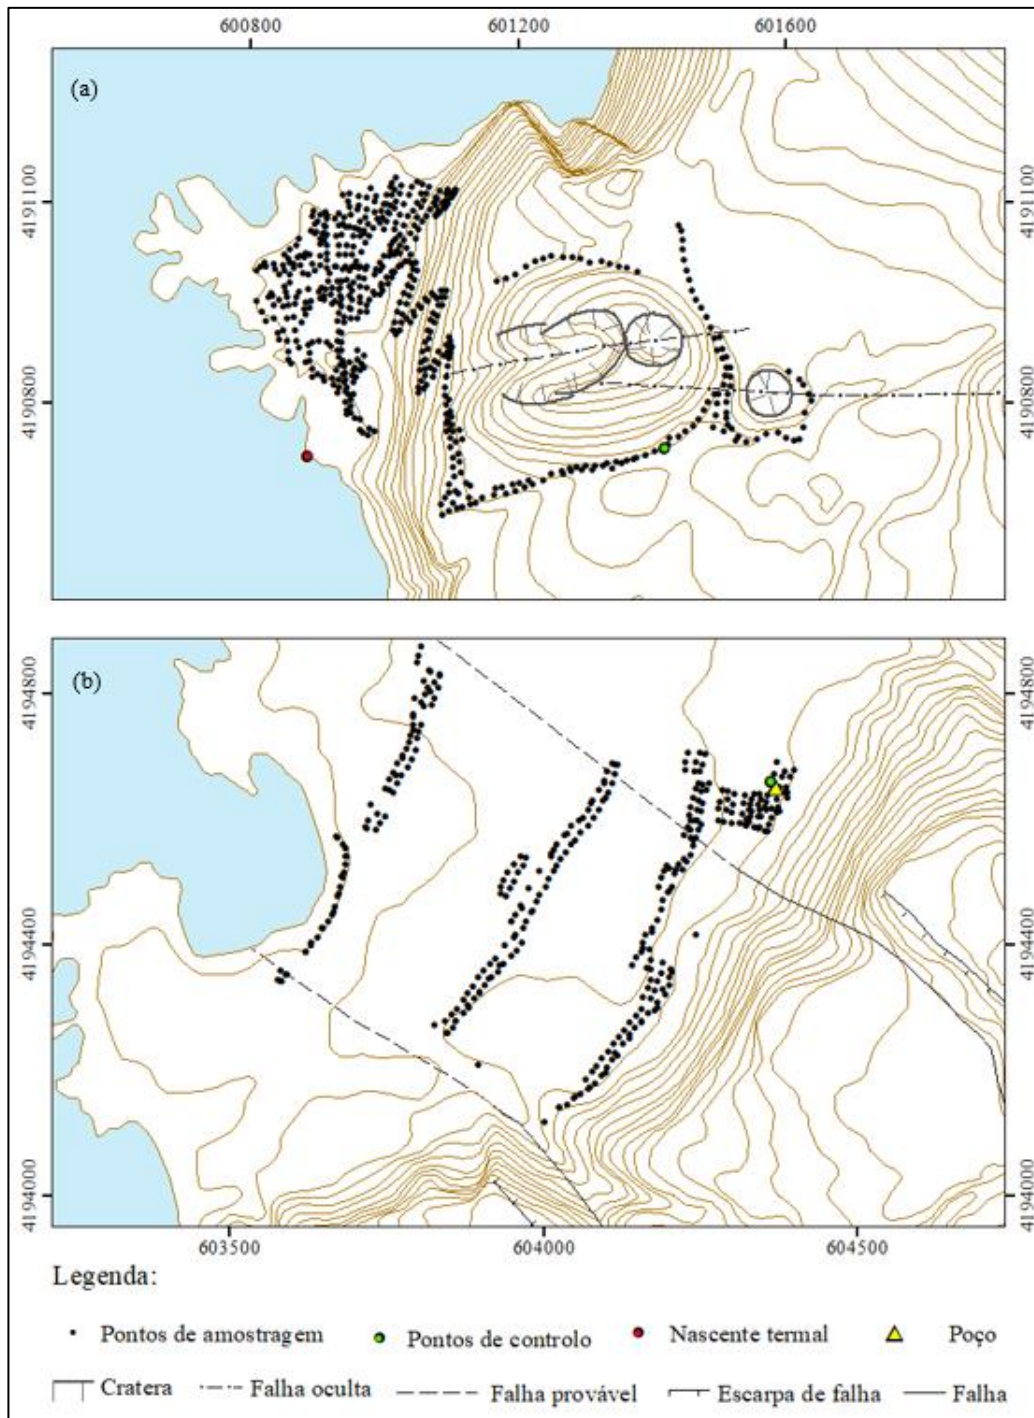 600800 601200 601600
(a)
4191100 4191100
4190800 4190800
(b)
4194800 4194800
4194400 4194400
4194000 4194000
603500 604000 604500
Legenda:
Pontos de amostragem Pontos de controlo Nascente termal Poço
Cratera Falha oculta Falha provável Escarpa de falha Falha